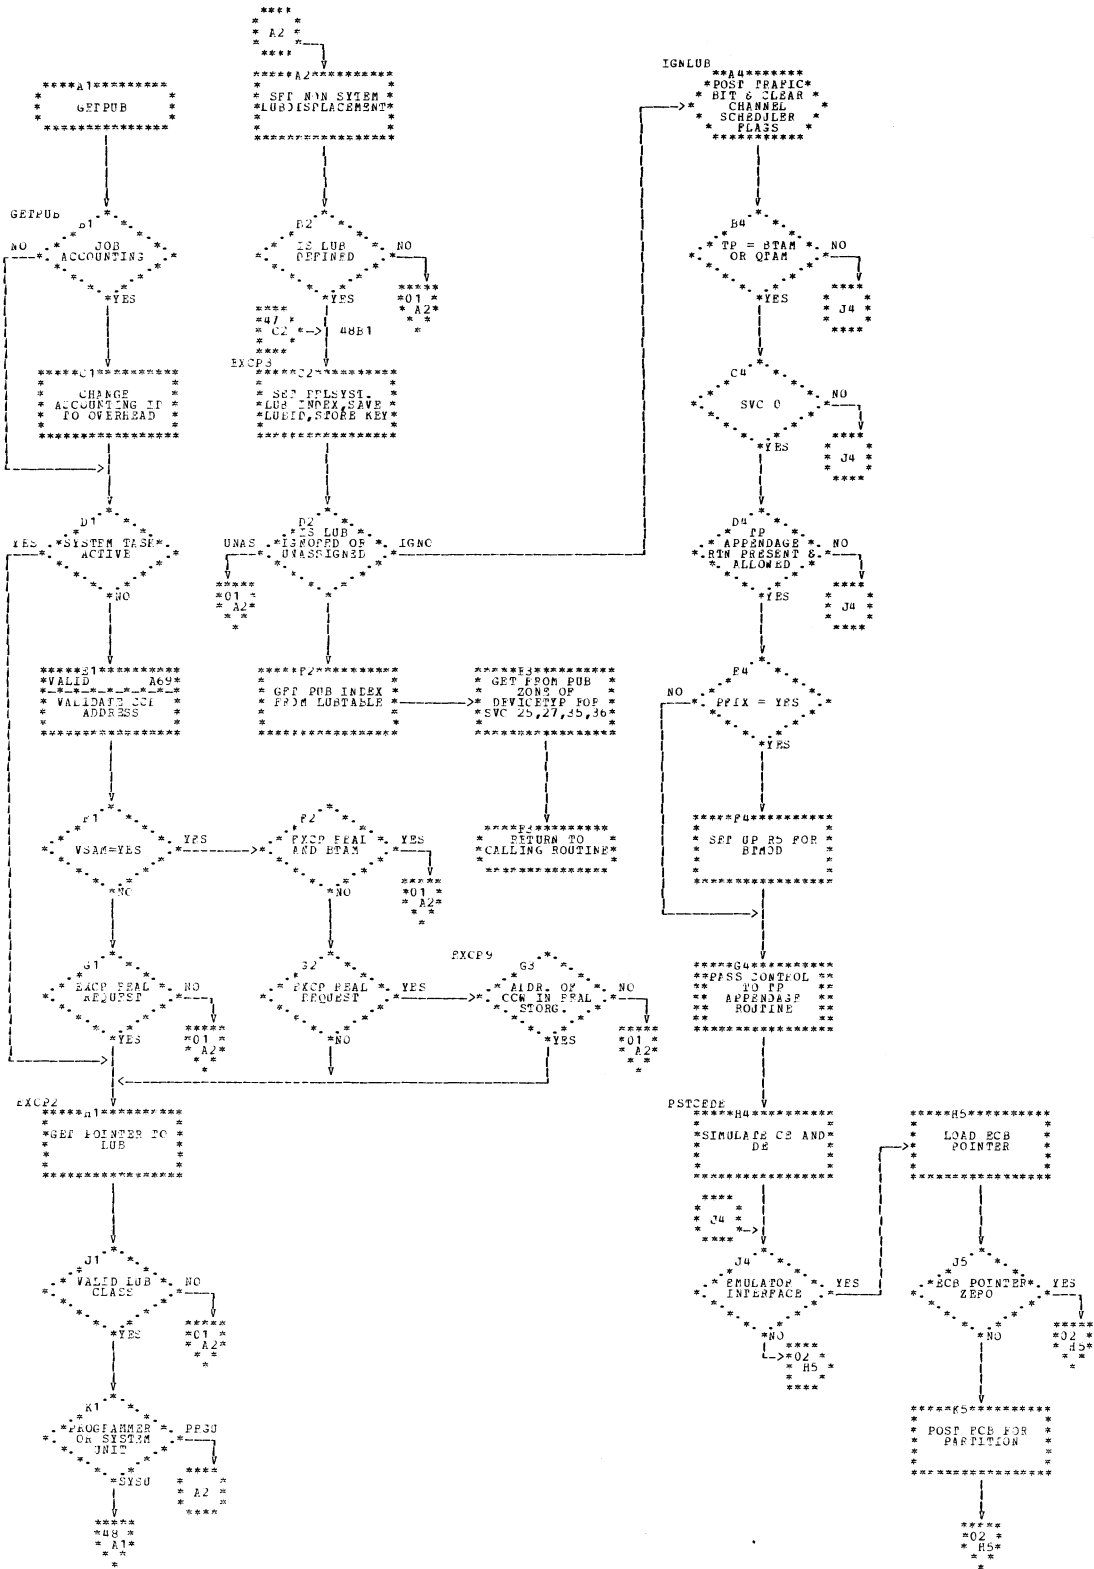 A2
A1
GETPUB
A2
SET NON SYTEM
LUBDISPLACEMENT
IGNLUB
A4
POST TRAFIC
BIT & CLEAR
CHANNEL
SCHEDULER
FLAGS
GETPUB
B1
JOB
ACCOUNTING
NO
YES
B2
IS LUB
DEFINED
NO
YES
01
A2
B4
TP = BTAM
OR QTAM
NO
YES
J4
47
C2
48B1
EXCP3
C1
CHANGE
ACCOUNTING ID
TO OVERHEAD
C2
SET PPLSYST.
LUB INDEX,SAVE
LUBID,STORE KEY
C4
SVC 0
NO
YES
J4
D1
SYSTEM TASK
ACTIVE
YES
NO
D2
IS LUB
IGNORED OR
UNASSIGNED
UNAS
IGNO
01
A2
D4
TP
APPENDAGE
RTN PRESENT &
ALLOWED
NO
YES
J4
E1
VALID A69
VALIDATE CCB
ADDRESS
E2
GET PUB INDEX
FROM LUBTABLE
E3
GET FROM PUB
ZONE OF
DEVICETYP FOR
SVC 25,27,35,36
E4
PFIX = YES
NO
YES
F1
VSAM=YES
YES
NO
F2
EXCP REAL
AND BTAM
YES
NO
01
A2
F3
RETURN TO
CALLING ROUTINE
F4
SET UP R5 FOR
BTMOD
G1
EXCP REAL
REQUEST
NO
YES
01
A2
G2
EXCP REAL
REQUEST
YES
NO
EXCP9
G3
ADDR. OF
CCW IN REAL
STORG.
NO
YES
01
A2
G4
PASS CONTROL
TO TP
APPENDAGE
ROUTINE
EXCP2
H1
GET POINTER TO
LUB
PSTCEDE
H4
SIMULATE CE AND
DE
H5
LOAD ECB
POINTER
J4
J1
VALID LUB
CLASS
NO
YES
01
A2
J4
EMULATOR
INTERFACE
YES
NO
02
H5
J5
ECB POINTER
ZERO
YES
NO
02
H5
K1
PROGRAMMER
OR SYSTEM
UNIT
PRGU
SYSU
A2
48
A1
K5
POST ECB FOR
PARTITION
02
H5